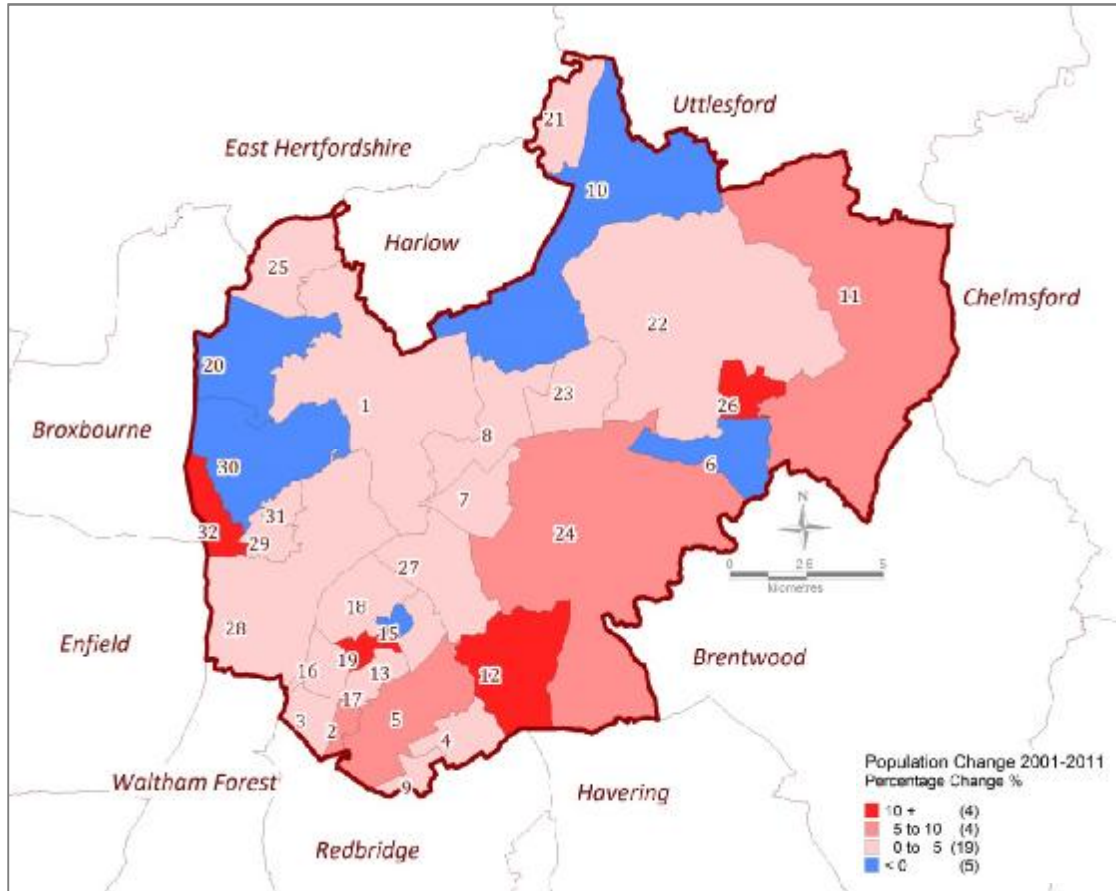 Uttlesford
21
East Hertfordshire
10
Harlow
25
11
Chelmsford
22
20
23
26
1
Broxbourne
8
6
30
7
N
31
24
32
29
0 2.5 5
kilometres
27
18
28
15
Enfield
19
Brentwood
16
13
12
17
3
5
2
4
Waltham Forest
9
Havering
Redbridge
Population Change 2001-2011
Percentage Change %
10 + (4)
5 to 10 (4)
0 to 5 (19)
< 0 (5)